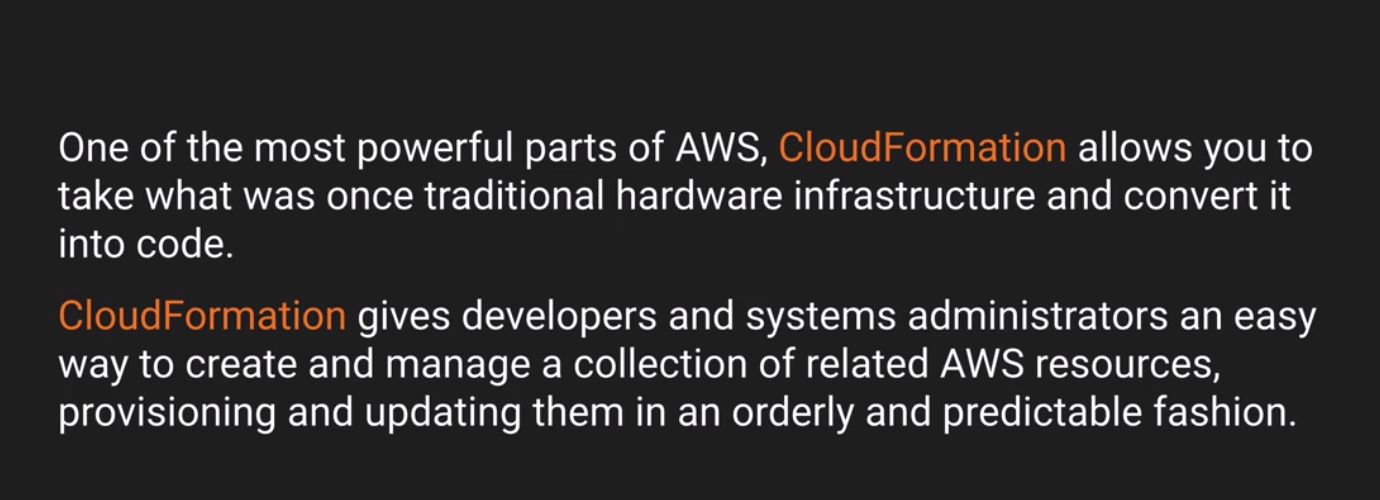 One of the most powerful parts of AWS, CloudFormation allows you to
take what was once traditional hardware infrastructure and convert it
into code.
CloudFormation gives developers and systems administrators an easy
way to create and manage a collection of related AWS resources,
provisioning and updating them in an orderly and predictable fashion.